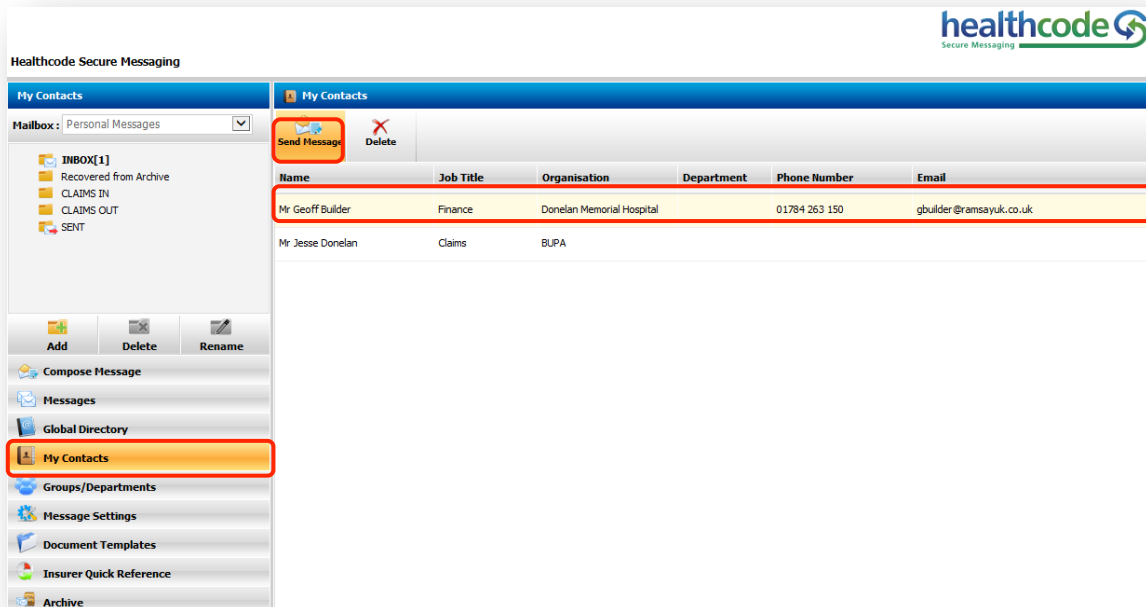 healthcode
Secure Messaging
Healthcode Secure Messaging
My Contacts
Mailbox : Personal Messages
INBOX[1]
Recovered from Archive
CLAIMS IN
CLAIMS OUT
SENT
Add Delete Rename
Compose Message
Messages
Global Directory
My Contacts
Groups/Departments
Message Settings
Document Templates
Insurer Quick Reference
Archive
My Contacts
Send Message Delete
Name Job Title Organisation Department Phone Number Email
Mr Geoff Builder Finance Donelan Memorial Hospital 01784 263 150 gbuilder@ramsayuk.co.uk
Mr Jesse Donelan Claims BUPA